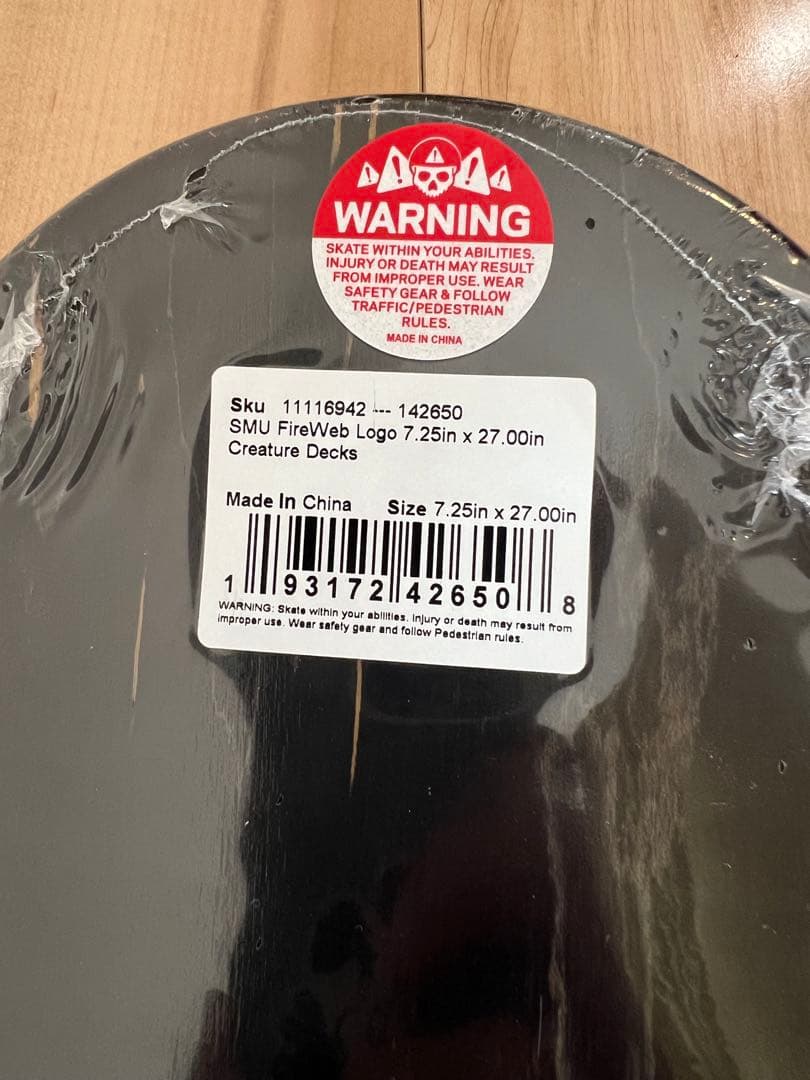 WARNING
SKATE WITHIN YOUR ABILITIES.
INJURY OR DEATH MAY RESULT
FROM IMPROPER USE. WEAR
SAFETY GEAR & FOLLOW
TRAFFIC/PEDESTRIAN
RULES.
MADE IN CHINA
Sku 11116942 --- 142650
SMU FireWeb Logo 7.25in x 27.00in
Creature Decks
Made In China Size 7.25in x 27.00in
1 93172 42650 8
WARNING: Skate within your abilities. Injury or death may result from
improper use. Wear safety gear and follow Pedestrian rules.